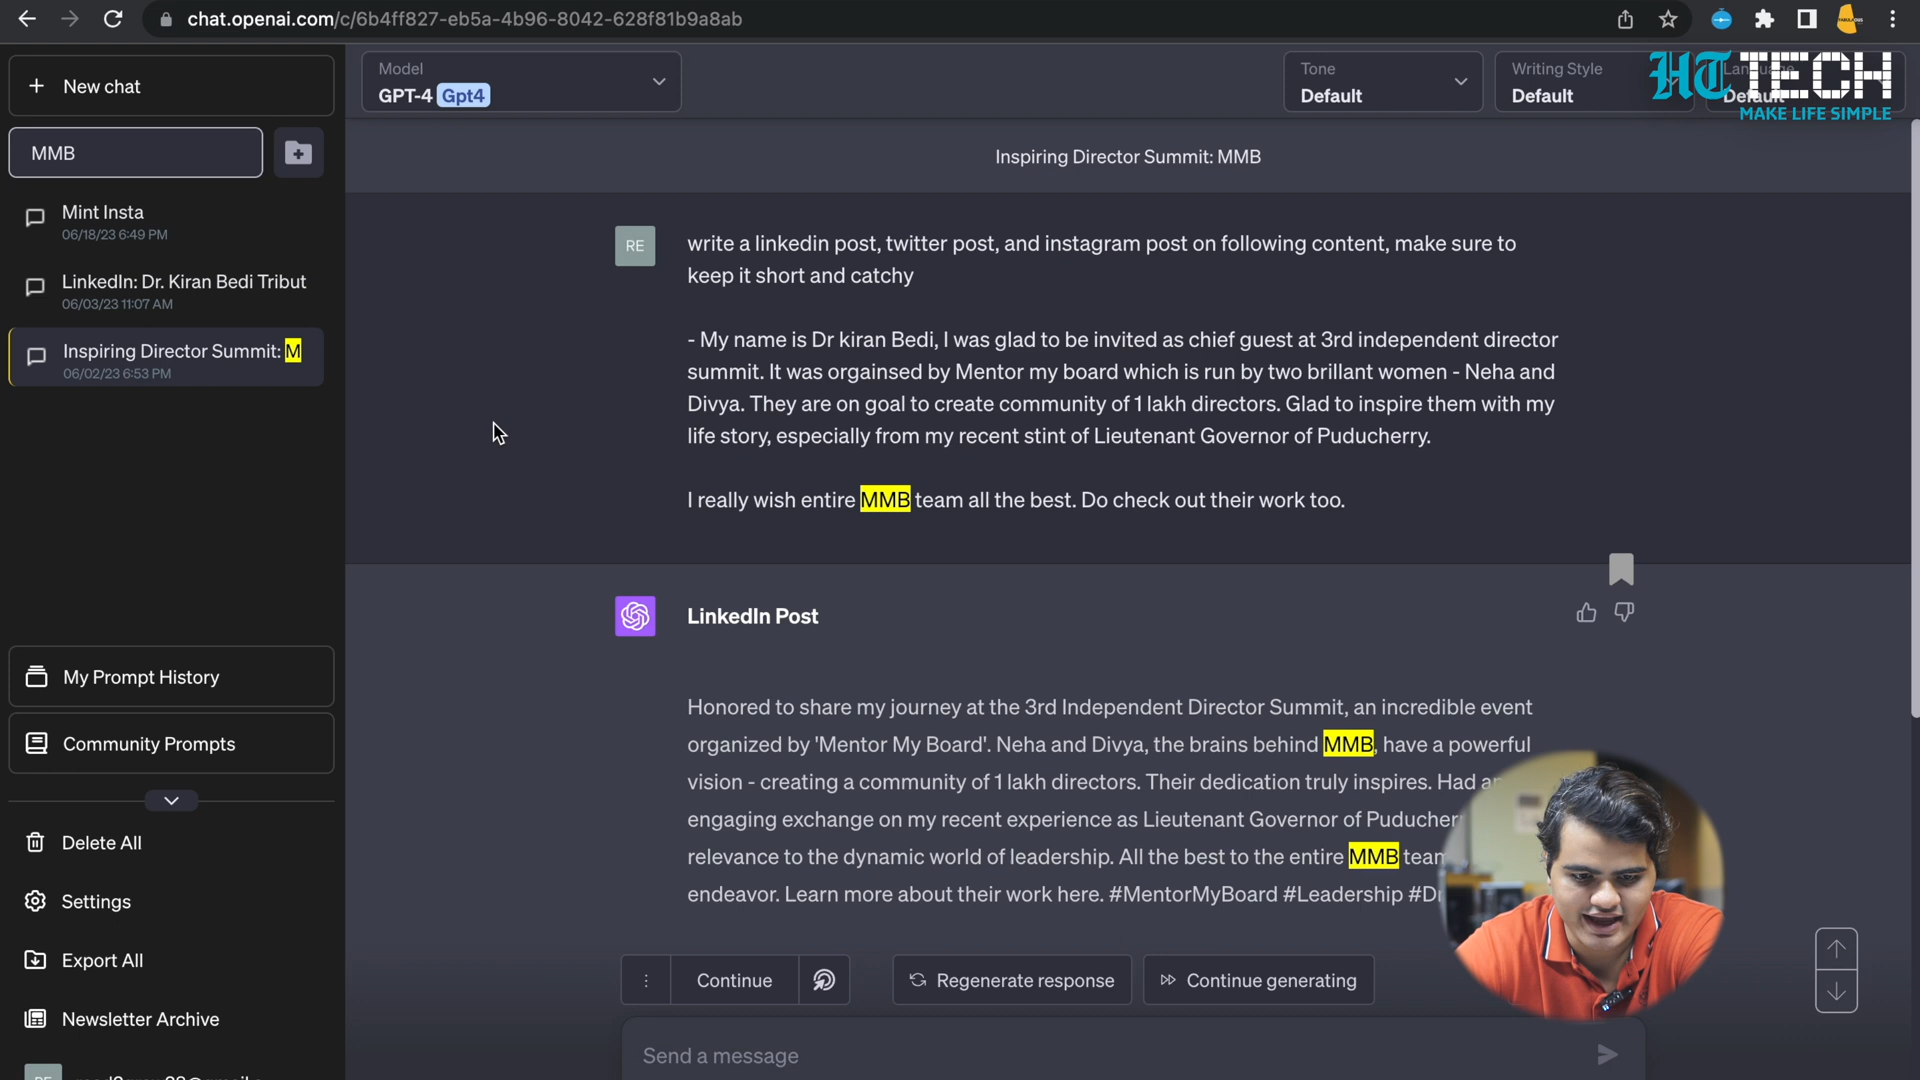 chat.openai.com/c/6b4ff827-eb5a-4b96-8042-628f81b9a8ab
New chat
MMB
Mint Insta
06/18/23 6:49 PM
LinkedIn: Dr. Kiran Bedi Tribut
06/03/23 11:07 AM
Inspiring Director Summit: M
06/02/23 6:53 PM
My Prompt History
Community Prompts
Delete All
Settings
Export All
Newsletter Archive
RE
Model
GPT-4 Gpt4
Tone
Default
Writing Style
Default
Default
HT TECH
MAKE LIFE SIMPLE
Inspiring Director Summit: MMB
RE
write a linkedin post, twitter post, and instagram post on following content, make sure to
keep it short and catchy
- My name is Dr kiran Bedi, I was glad to be invited as chief guest at 3rd independent director
summit. It was orgainsed by Mentor my board which is run by two brillant women - Neha and
Divya. They are on goal to create community of 1 lakh directors. Glad to inspire them with my
life story, especially from my recent stint of Lieutenant Governor of Puducherry.
I really wish entire MMB team all the best. Do check out their work too.
LinkedIn Post
Honored to share my journey at the 3rd Independent Director Summit, an incredible event
organized by 'Mentor My Board'. Neha and Divya, the brains behind MMB, have a powerful
vision - creating a community of 1 lakh directors. Their dedication truly inspires. Had
engaging exchange on my recent experience as Lieutenant Governor of Puducher
relevance to the dynamic world of leadership. All the best to the entire MMB team
endeavor. Learn more about their work here. #MentorMyBoard #Leadership
Continue
Regenerate response
Continue generating
Send a message